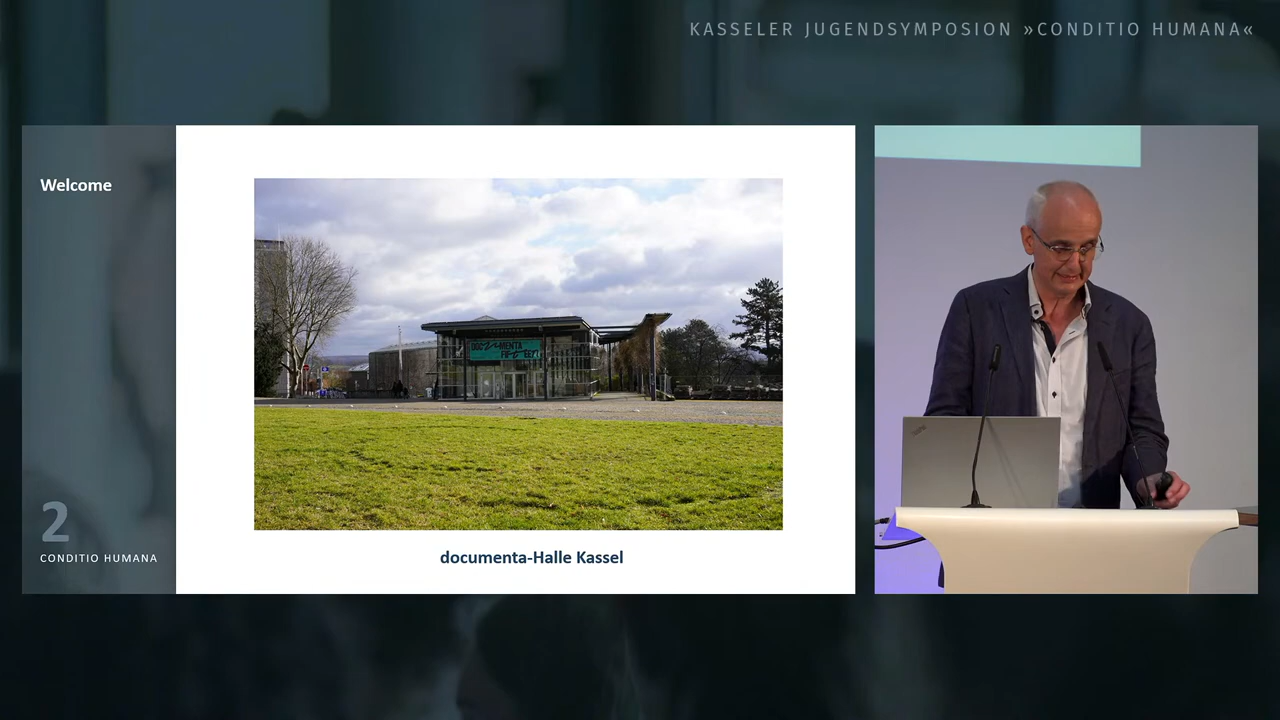 KASSELER JUGENDSYMPOSION »CONDITIO HUMANA«
Welcome
2
CONDITIO HUMANA
documenta-Halle Kassel